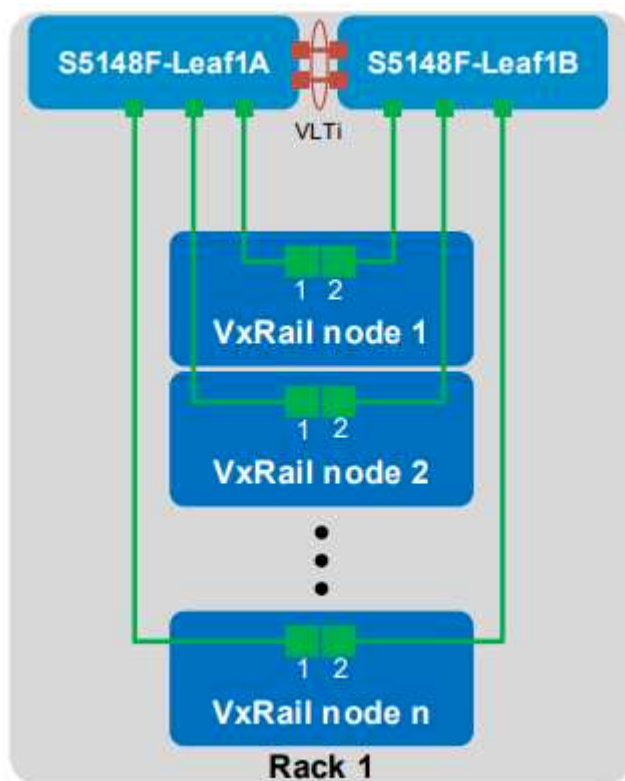 S5148F-Leaf1A
S5148F-Leaf1B
VLTi
1 2
VxRail node 1
1 2
VxRail node 2
1 2
VxRail node n
Rack 1